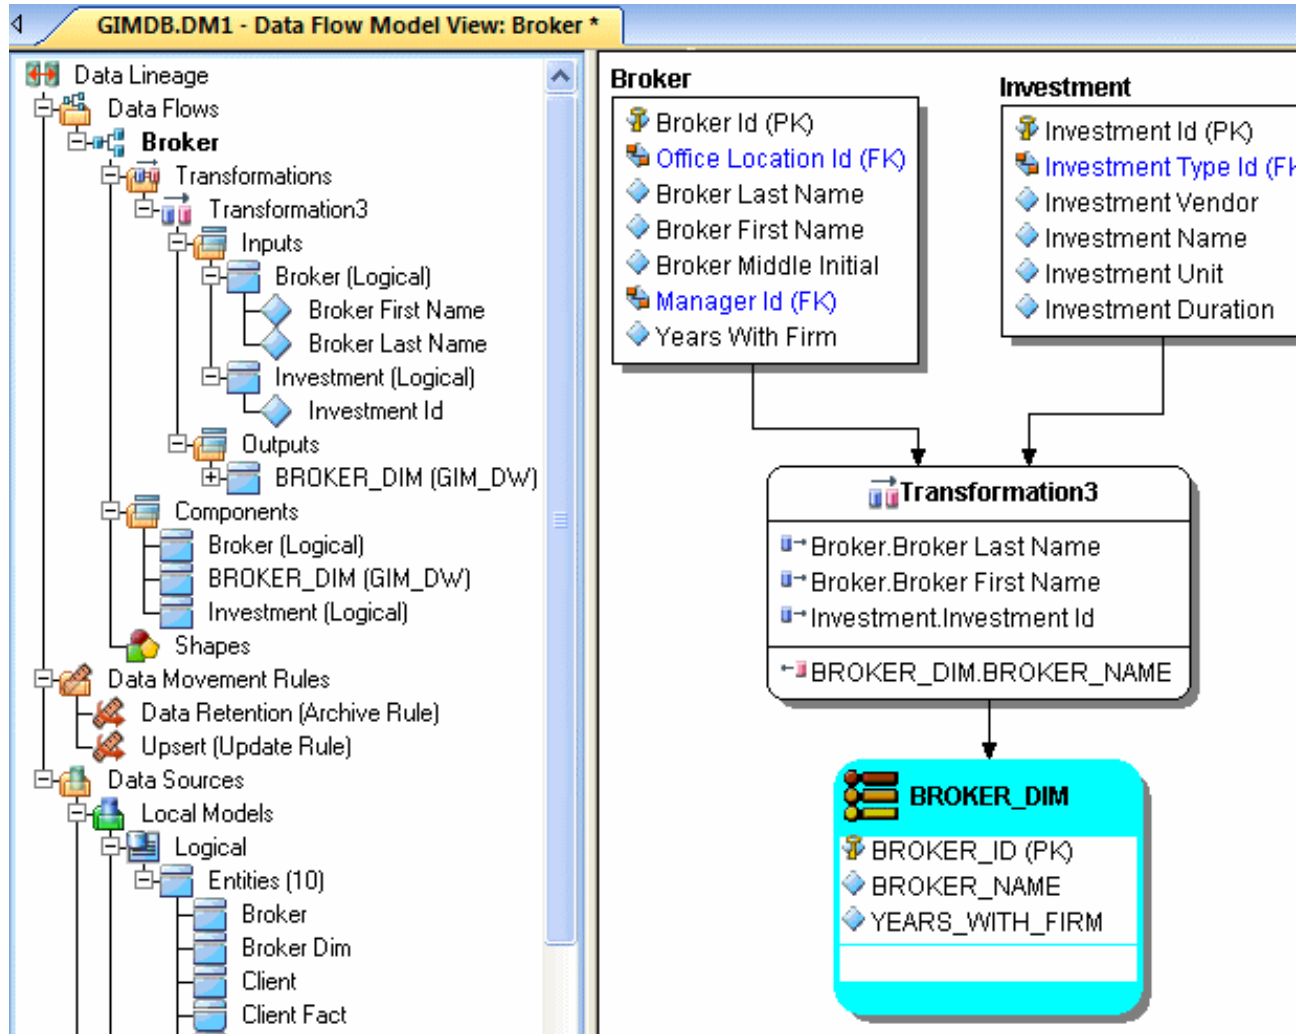 GIMDB.DM1 - Data Flow Model View: Broker *
Data Lineage
Data Flows
Broker
Transformations
Transformation3
Inputs
Broker (Logical)
Broker First Name
Broker Last Name
Investment (Logical)
Investment Id
Outputs
BROKER_DIM (GIM_DW)
Components
Broker (Logical)
BROKER_DIM (GIM_DW)
Investment (Logical)
Shapes
Data Movement Rules
Data Retention (Archive Rule)
Upsert (Update Rule)
Data Sources
Local Models
Logical
Entities (10)
Broker
Broker Dim
Client
Client Fact
Broker
Broker Id (PK)
Office Location Id (FK)
Broker Last Name
Broker First Name
Broker Middle Initial
Manager Id (FK)
Years With Firm
Investment
Investment Id (PK)
Investment Type Id (FK
Investment Vendor
Investment Name
Investment Unit
Investment Duration
Transformation3
Broker.Broker Last Name
Broker.Broker First Name
Investment.Investment Id
BROKER_DIM.BROKER_NAME
BROKER_DIM
BROKER_ID (PK)
BROKER_NAME
YEARS_WITH_FIRM